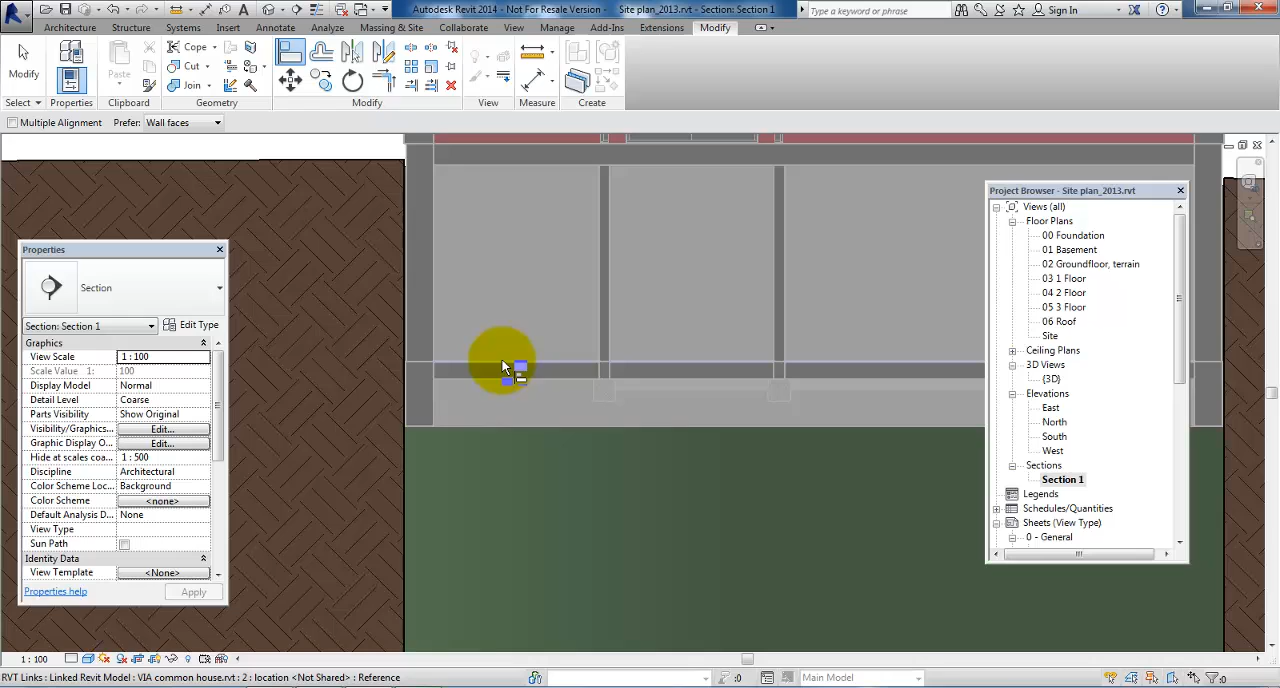 Autodesk Revit 2014 - Not For Resale Version - Site plan_2013.rvt - Section: Section 1
Type a keyword or phrase
Sign In
Architecture Structure Systems Insert Annotate Analyze Massing & Site Collaborate View Manage Add-Ins Extensions Modify
Modify
Paste
Cope
Cut
Join
Select Properties Clipboard Geometry Modify View Measure Create
Multiple Alignment Prefer: Wall faces
Properties
Section
Section: Section 1 Edit Type
Graphics
View Scale 1 : 100
Scale Value 1: 100
Display Model Normal
Detail Level Coarse
Parts Visibility Show Original
Visibility/Graphics... Edit...
Graphic Display O... Edit...
Hide at scales coa... 1 : 500
Discipline Architectural
Color Scheme Loc... Background
Color Scheme <none>
Default Analysis D... None
View Type
Sun Path
Identity Data
View Template <None>
Properties help Apply
Project Browser - Site plan_2013.rvt
Views (all)
Floor Plans
00 Foundation
01 Basement
02 Groundfloor, terrain
03 1 Floor
04 2 Floor
05 3 Floor
06 Roof
Site
Ceiling Plans
3D Views
{3D}
Elevations
East
North
South
West
Sections
Section 1
Legends
Schedules/Quantities
Sheets (View Type)
0 - General
1 : 100
RVT Links : Linked Revit Model : VIA common house.rvt : 2 : location <Not Shared> : Reference
:0
Main Model
:0